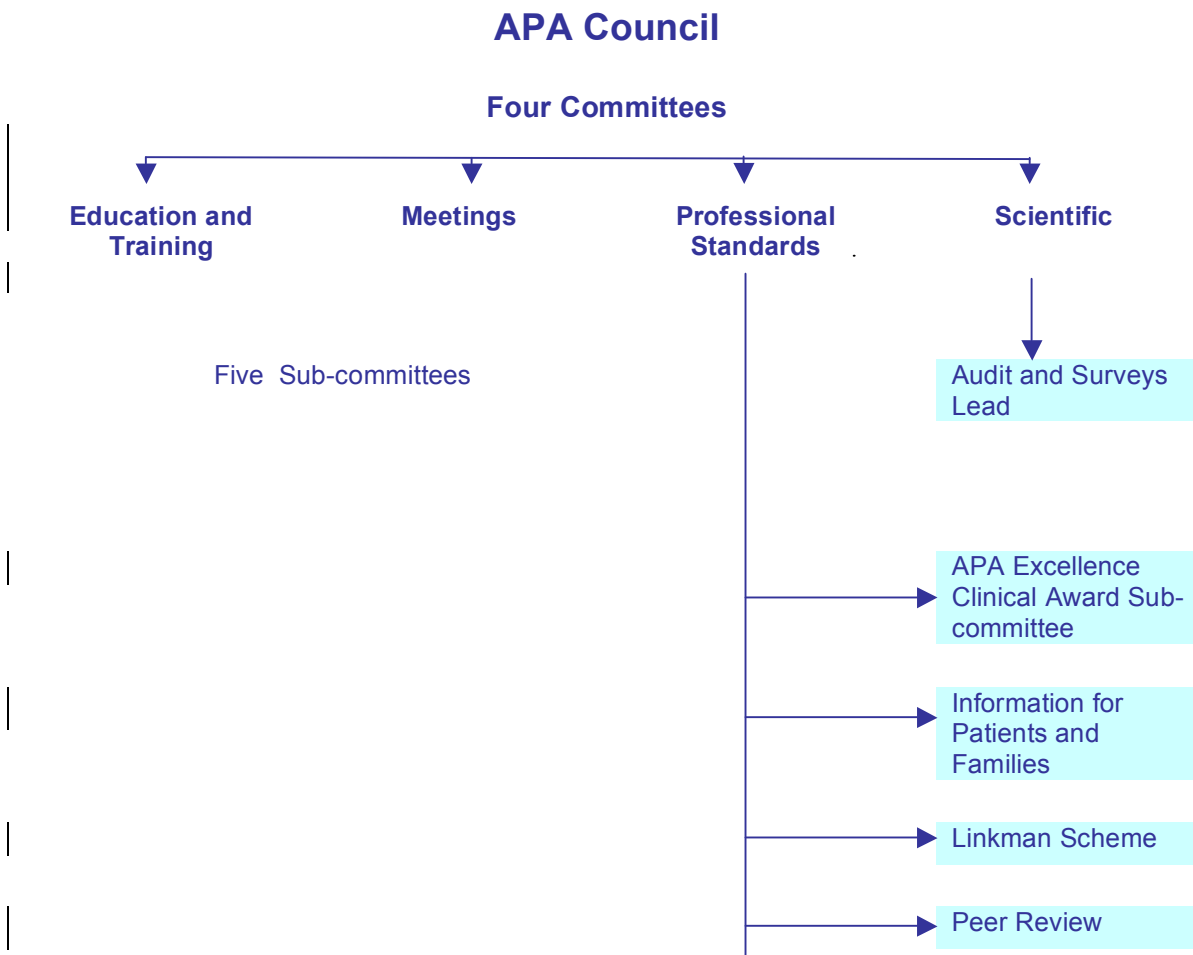 APA Council
Four Committees
Education and
Training
Meetings
Professional
Standards
.
Scientific
Five Sub-committees
Audit and Surveys
Lead
APA Excellence
Clinical Award Sub-
committee
Information for
Patients and
Families
Linkman Scheme
Peer Review